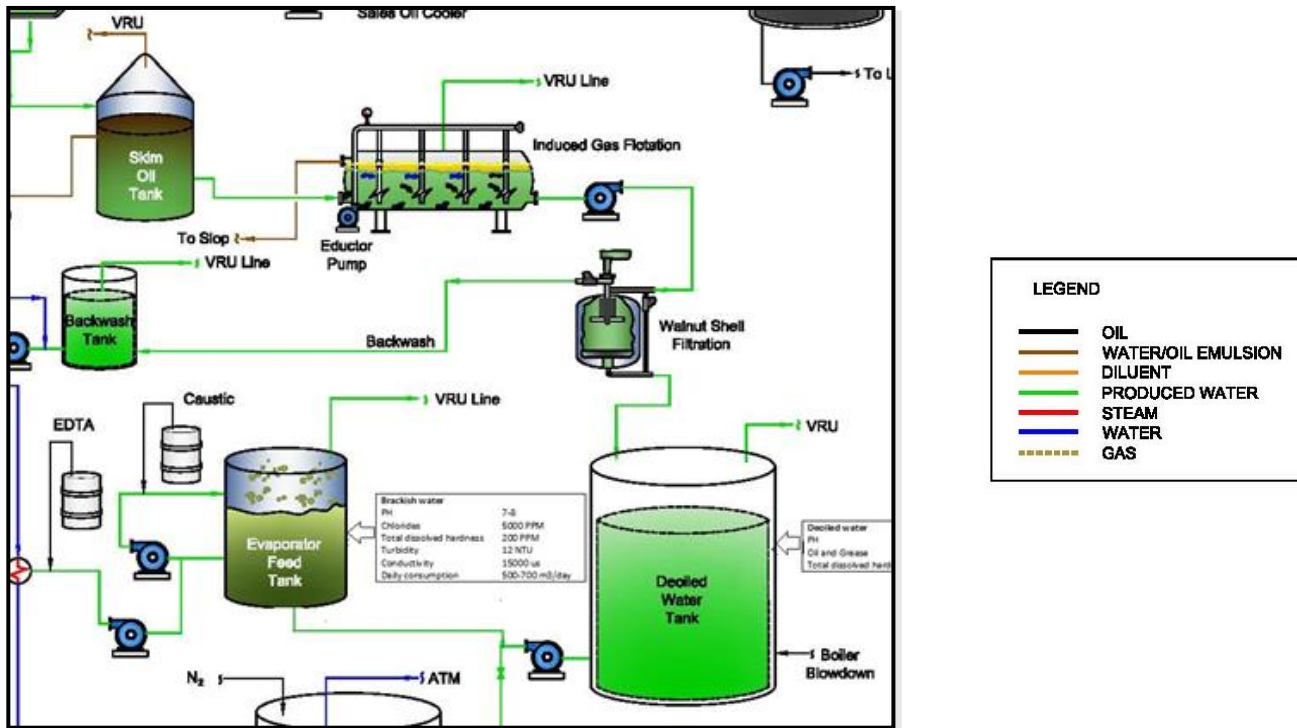 Sales Oil Cooler
VRU
VRU Line
To L
Induced Gas Flotation
Skim
Oil
Tank
To Slop
Eductor
Pump
VRU Line
Backwash
Tank
Backwash
Walnut Shell
Filtration
LEGEND
OIL
WATER/OIL EMULSION
DILUENT
PRODUCED WATER
STEAM
WATER
GAS
EDTA
Caustic
VRU Line
VRU
Brackish water
PH 7-8
Chlorides 5000 PPM
Total dissolved hardness 200 PPM
Turbidity 12 NTU
Conductivity 15000 us
Daily consumption 500-700 m3/day
Evaporator
Feed
Tank
Deoiled water
PH
Oil and Grease
Total dissolved hard
Deoiled
Water
Tank
Boiler
Blowdown
N₂
ATM